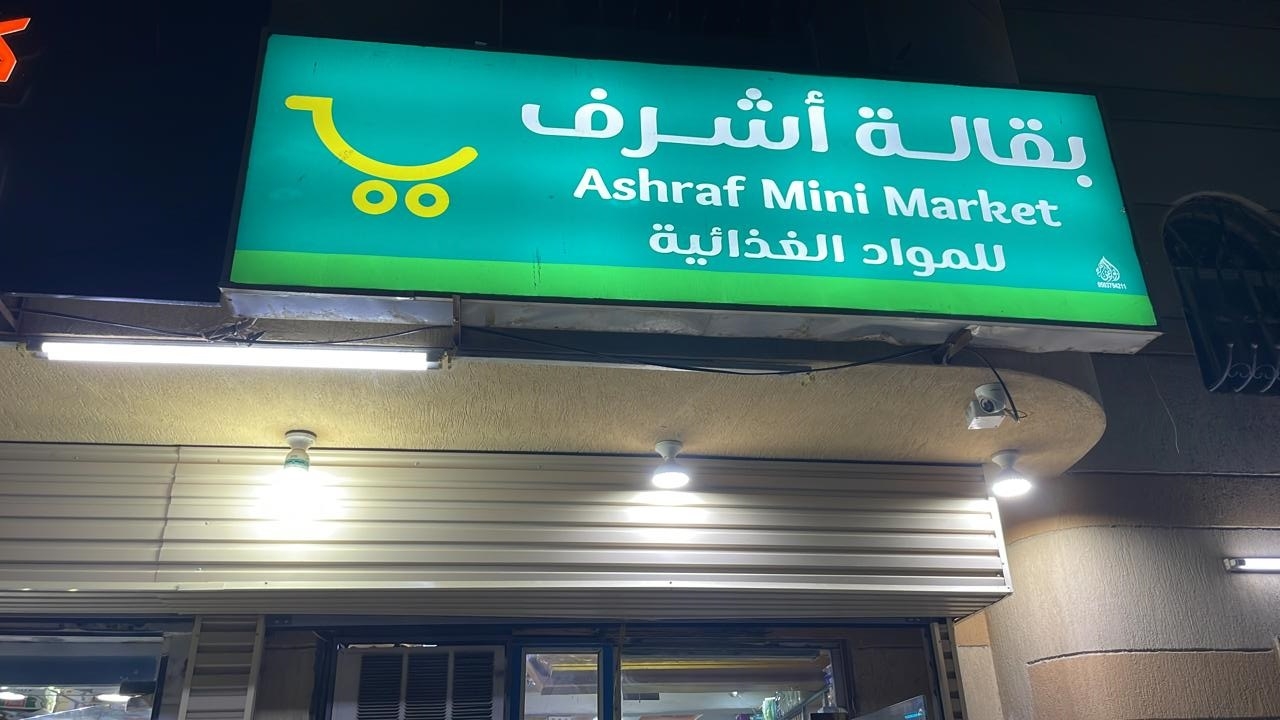 بقالة أشرف
Ashraf Mini Market
للمواد الغذائية